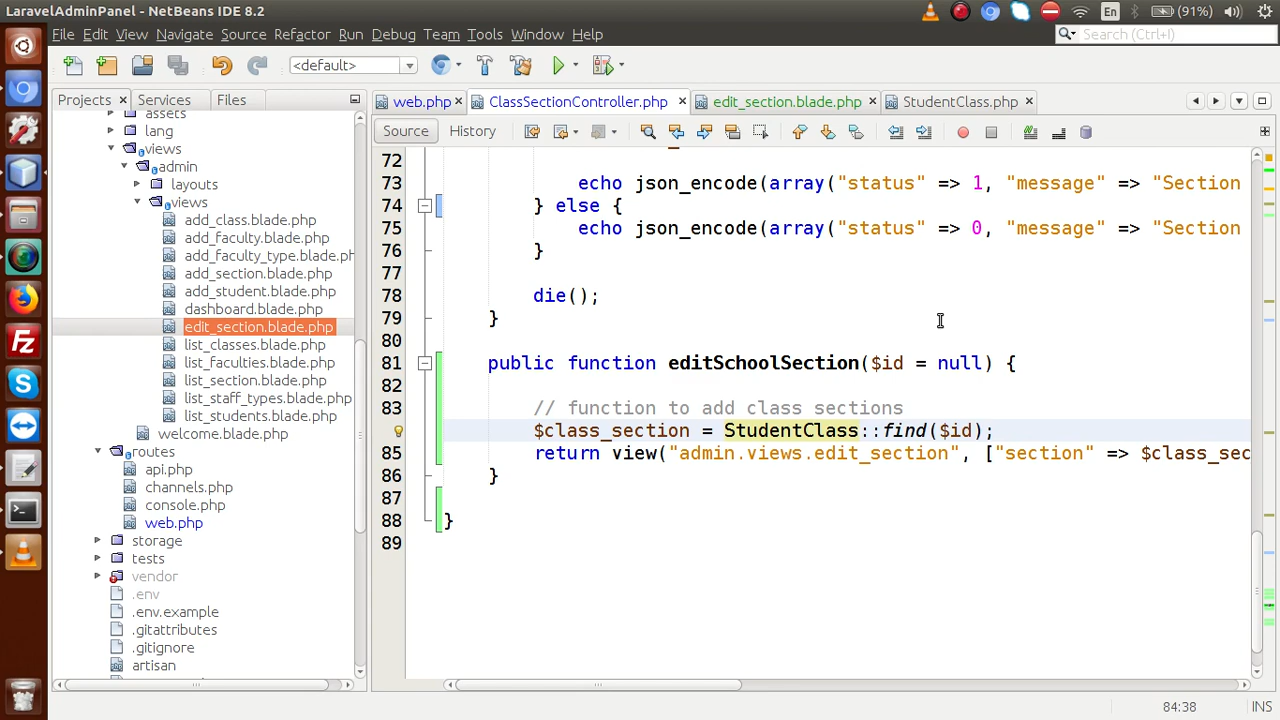 LaravelAdminPanel - NetBeans IDE 8.2
En
(91%)
File Edit View Navigate Source Refactor Run Debug Team Tools Window Help
Search (Ctrl+I)
<default>
Projects
Services
Files
web.php
ClassSectionController.php
edit_section.blade.php
StudentClass.php
Source
History
assets
lang
views
admin
layouts
views
add_class.blade.php
add_faculty.blade.php
add_faculty_type.blade.ph
add_section.blade.php
add_student.blade.php
dashboard.blade.php
edit_section.blade.php
list_classes.blade.php
list_faculties.blade.php
list_section.blade.php
list_staff_types.blade.php
list_students.blade.php
welcome.blade.php
routes
api.php
channels.php
console.php
web.php
storage
tests
vendor
.env
.env.example
.gitattributes
.gitignore
artisan
72
73 echo json_encode(array("status" => 1, "message" => "Section
74 } else {
75 echo json_encode(array("status" => 0, "message" => "Section
76 }
77
78 die();
79 }
80
81 public function editSchoolSection($id = null) {
82
83 // function to add class sections
84 $class_section = StudentClass::find($id);
85 return view("admin.views.edit_section", ["section" => $class_sec
86 }
87
88 }
89
84:38
INS